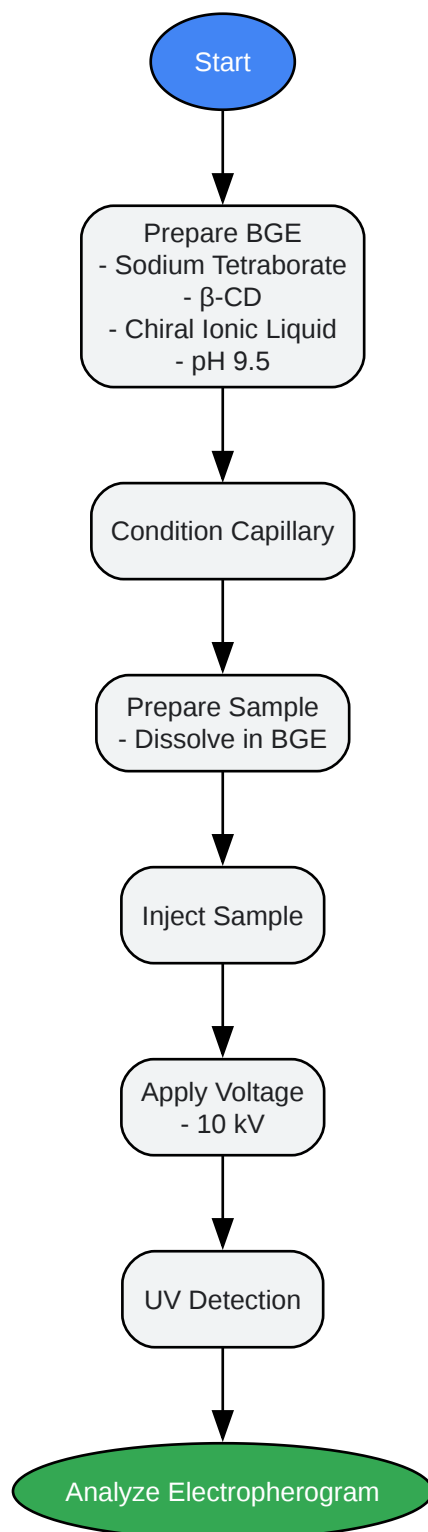 Start
Prepare BGE
- Sodium Tetraborate
- β-CD
- Chiral Ionic Liquid
- pH 9.5
Condition Capillary
Prepare Sample
- Dissolve in BGE
Inject Sample
Apply Voltage
- 10 kV
UV Detection
Analyze Electropherogram